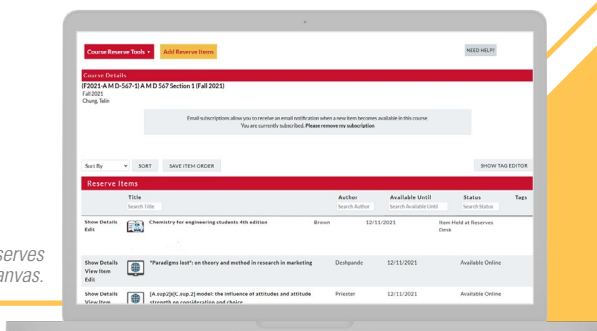 Course Reserve Tools
Add Reserve Items
NEED HELP?
Course Details
(F2021-A M D-567-1) A M D 567 Section 1 (Fall 2021)
Fall 2021
Chung, Telin
Email subscriptions allow you to receive an email notification when a new item becomes available in this course.
You are currently subscribed. Please remove my subscription
Sort By SORT SAVE ITEM ORDER SHOW TAG EDITOR
Reserve Items
Title Author Available Until Status Tags
Search Title Search Author Search Available Until Search Status
Show Details Chemistry for engineering students 4th edition Brown 12/11/2021 Item Held at Reserves
Edit Desk
serves
anvas.
Show Details "Paradigms lost": on theory and method in research in marketing Deshpande 12/11/2021 Available Online
View Item
Edit
Show Details [A.sup.2][C.sup.2] model: the influence of attitudes and attitude Priester 12/11/2021 Available Online
View Item strength on consideration and choice